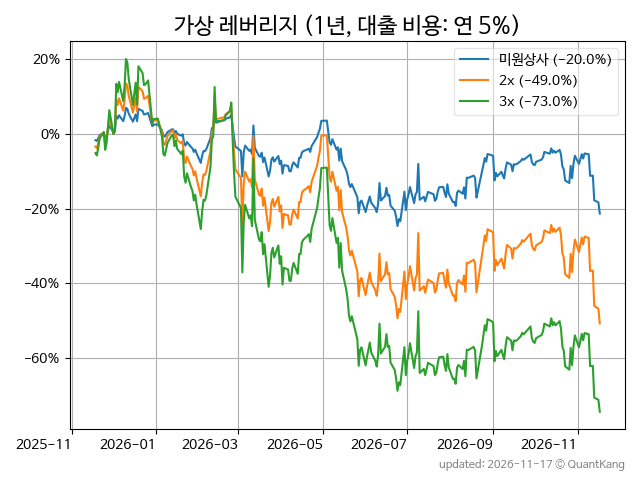 가상 레버리지 (1년, 대출 비용: 연 5%)
미원상사 (−20.0%)
2x (−49.0%)
3x (−73.0%)
20%
0%
−20%
−40%
−60%
2025-11 2026-01 2026-03 2026-05 2026-07 2026-09 2026-11
updated: 2026-11-17 © QuantKang